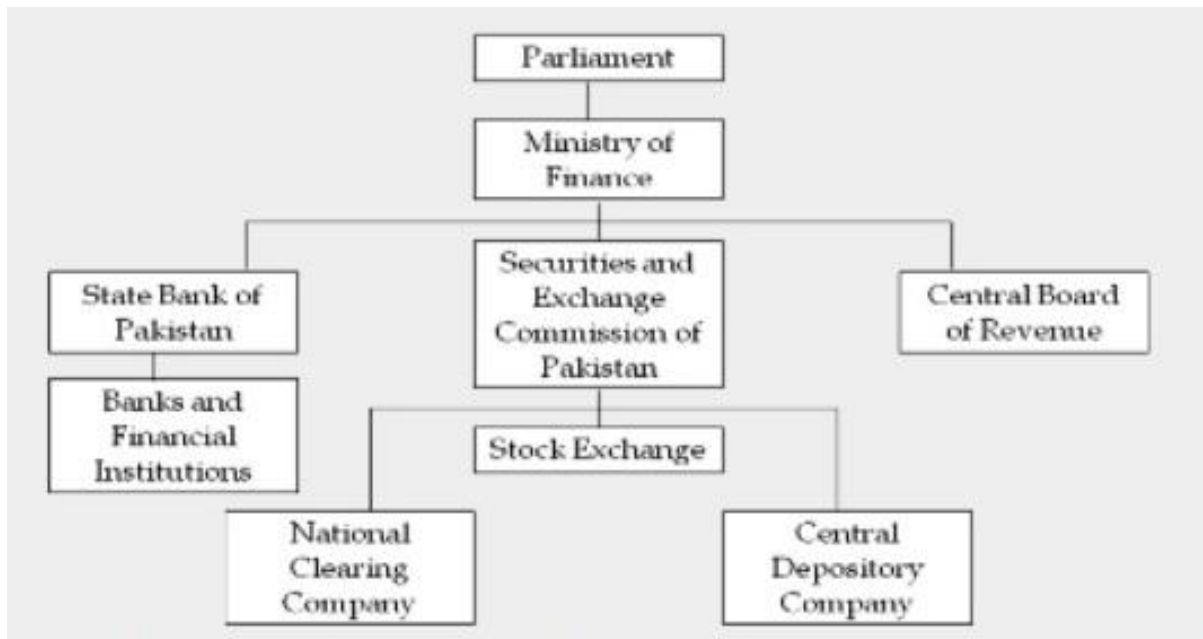 Parliament
Ministry of
Finance
State Bank of
Pakistan
Securities and
Exchange
Commission of
Pakistan
Central Board
of Revenue
Banks and
Financial
Institutions
Stock Exchange
National
Clearing
Company
Central
Depository
Company